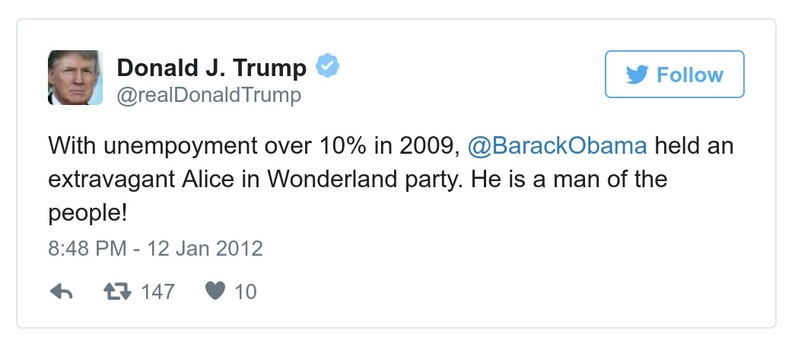 Donald J. Trump
@realDonaldTrump
Follow
With unempoyment over 10% in 2009, @BarackObama held an
extravagant Alice in Wonderland party. He is a man of the
people!
8:48 PM - 12 Jan 2012
147 10